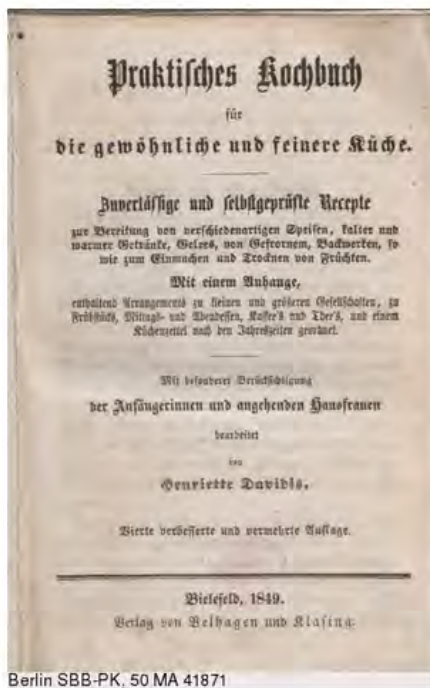 Praktisches Kochbuch
für
die gewöhnliche und feinere Küche.
Zuverlässige und selbstgeprüfte Recepte
zur Bereitung von verschiedenartigen Speisen, kalter und
warmer Getränke, Gelees, von Gefrornem, Backwerken, so
wie zum Einmachen und Trocknen von Früchten.
Mit einem Anhange,
enthaltend Arrangements zu kleinen und größeren Gesellschaften, zu
Frühstücks, Mittags- und Abendessen, Kaffee's und Thee's, und einem
Küchenzettel nach den Jahreszeiten geordnet.
Mit besonderer Berücksichtigung
der Anfängerinnen und angehenden Hausfrauen
bearbeitet
von
Henriette Davidis.
Vierte verbesserte und vermehrte Auflage.
Bielefeld, 1849.
Verlag von Velhagen und Klasing.
Berlin SBB-PK, 50 MA 41871